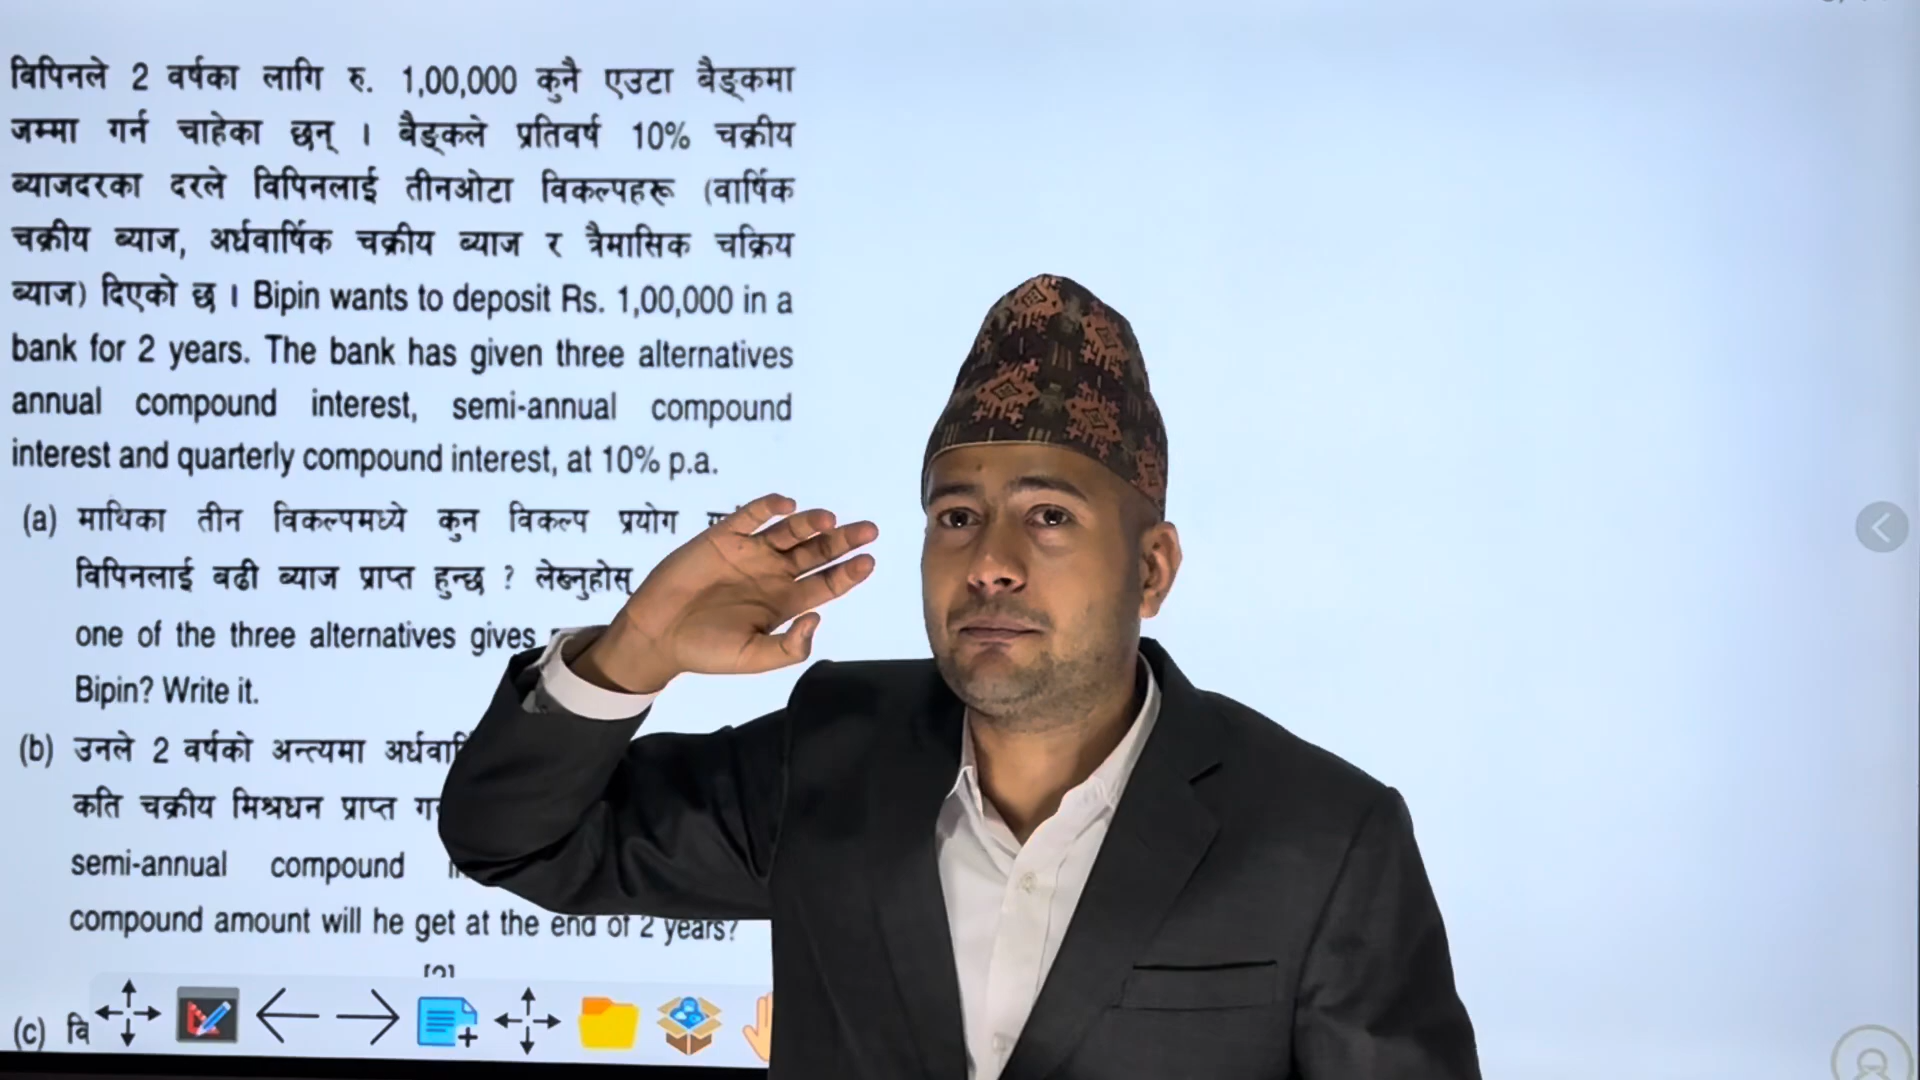 विपिनले 2 वर्षका लागि रु. 1,00,000 कुनै एउटा बैङ्कमा
जम्मा गर्न चाहेका छन् । बैङ्कले प्रतिवर्ष 10% चक्रीय
ब्याजदरका दरले विपिनलाई तीनओटा विकल्पहरू (वार्षिक
चक्रीय ब्याज, अर्धवार्षिक चक्रीय ब्याज र त्रैमासिक चक्रिय
ब्याज) दिएको छ । Bipin wants to deposit Rs. 1,00,000 in a
bank for 2 years. The bank has given three alternatives
annual compound interest, semi-annual compound
interest and quarterly compound interest, at 10% p.a.
(a) माथिका तीन विकल्पमध्ये कुन विकल्प प्रयोग
विपिनलाई बढी ब्याज प्राप्त हुन्छ ? लेख्नुहोस्
one of the three alternatives gives
Bipin? Write it.
(b) उनले 2 वर्षको अन्त्यमा
कति चक्रीय मिश्रधन प्राप्त
semi-annual compound
compound amount will he get at the end of 2 years?
(c) वि